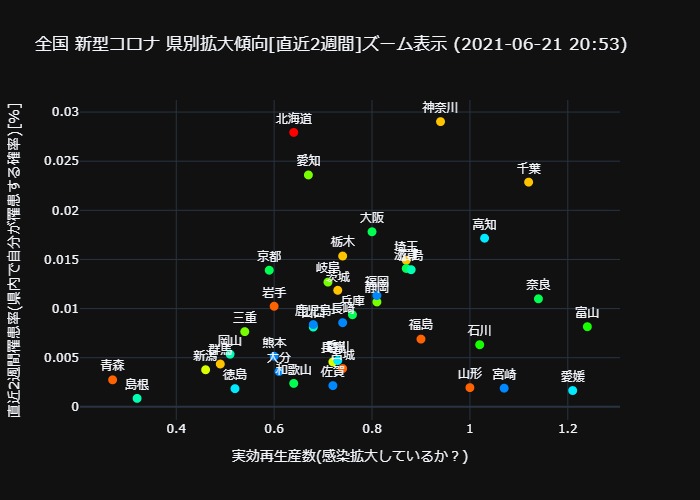 全国 新型コロナ 県別拡大傾向[直近2週間]ズーム表示 (2021-06-21 20:53)
直近2週間罹患率(県内で自分が罹患する確率)[%]
0.03
0.025
0.02
0.015
0.01
0.005
0
神奈川
北海道
愛知
千葉
大阪
高知
栃木
埼玉
京都
岐阜
茨城
福岡
静岡
奈良
岩手
兵庫
長崎
富山
三重
福島
石川
岡山
群馬
新潟
熊本
大分
宮城
青森
和歌山
佐賀
徳島
島根
山形
宮崎
愛媛
0.4
0.6
0.8
1
1.2
実効再生産数(感染拡大しているか？)